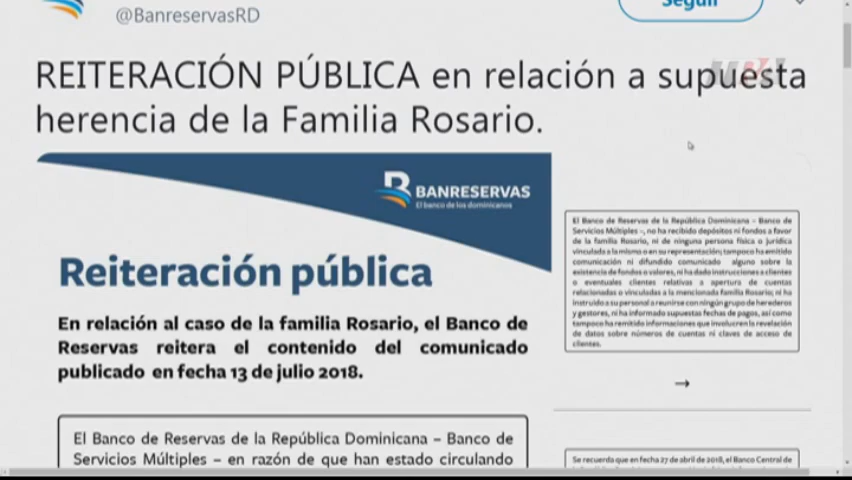 @BanreservasRD
Seguir
REITERACIÓN PÚBLICA en relación a supuesta
herencia de la Familia Rosario.
BANRESERVAS
El banco de los dominicanos
Reiteración pública
En relación al caso de la familia Rosario, el Banco de
Reservas reitera el contenido del comunicado
publicado en fecha 13 de julio 2018.
El Banco de Reservas de la República Dominicana – Banco de
Servicios Múltiples – en razón de que han estado circulando
El Banco de Reservas de la República Dominicana – Banco de
Servicios Múltiples –, no ha recibido depósitos ni fondos a favor
de la familia Rosario, ni de ninguna persona física o jurídica
vinculada a la misma o en su representación; tampoco ha emitido
comunicación ni difundido comunicado alguno sobre la
existencia de fondos o valores, ni ha dado instrucciones a clientes
o eventuales clientes relativas a apertura de cuentas
relacionadas o vinculadas a la mencionada familia Rosario; ni ha
instruido a su personal a reunirse con ningún grupo de herederos
y gestores, ni ha informado supuestas fechas de pagos, así como
tampoco ha remitido informaciones que involucren la revelación
de datos sobre números de cuentas ni claves de acceso de
clientes.
→
Se recuerda que en fecha 27 de abril de 2018, el Banco Central de